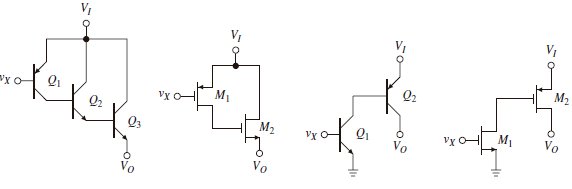 V_I
v_X Q_1 Q_2 Q_3
V_O
V_I
v_X M_1 M_2
V_O
V_I
v_X Q_1 Q_2
V_O
V_I
v_X M_1 M_2
V_O